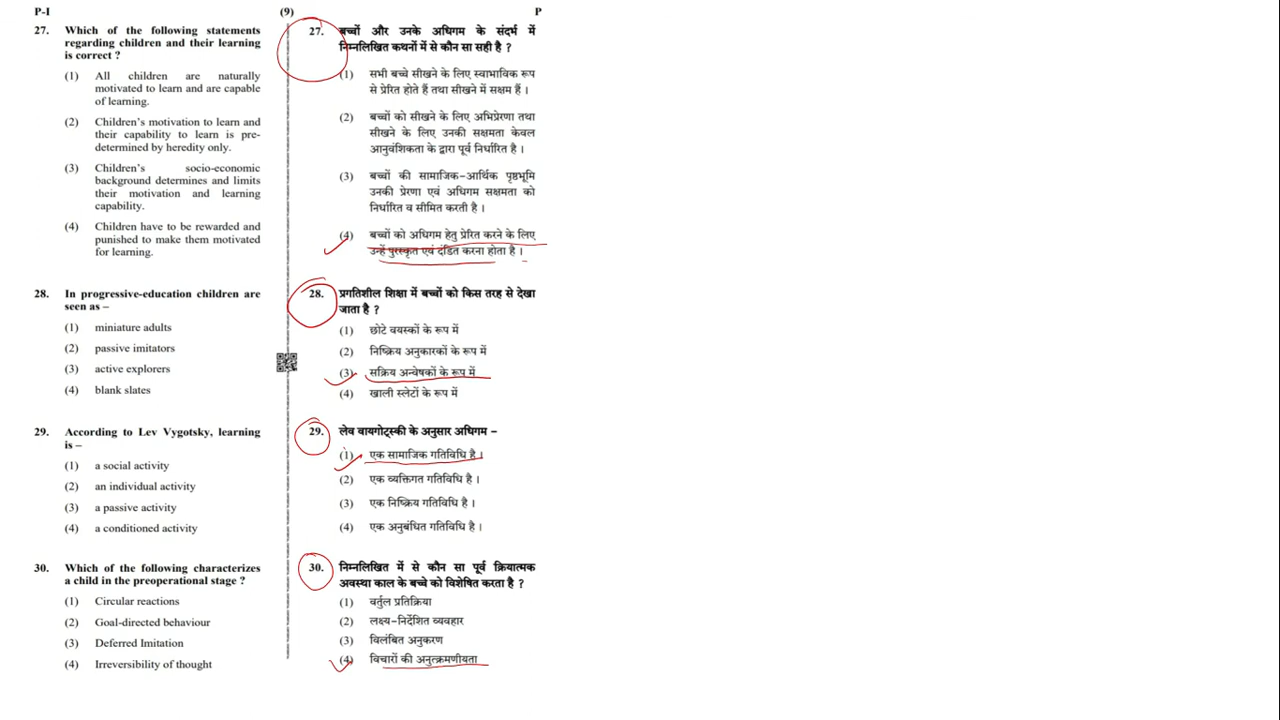 P-I
(9)
P
27. Which of the following statements
regarding children and their learning
is correct ?
(1) All children are naturally
motivated to learn and are capable
of learning.
(2) Children's motivation to learn and
their capability to learn is pre-
determined by heredity only.
(3) Children's socio-economic
background determines and limits
their motivation and learning
capability.
(4) Children have to be rewarded and
punished to make them motivated
for learning.
28. In progressive-education children are
seen as –
(1) miniature adults
(2) passive imitators
(3) active explorers
(4) blank slates
29. According to Lev Vygotsky, learning
is –
(1) a social activity
(2) an individual activity
(3) a passive activity
(4) a conditioned activity
30. Which of the following characterizes
a child in the preoperational stage ?
(1) Circular reactions
(2) Goal-directed behaviour
(3) Deferred Imitation
(4) Irreversibility of thought
27. बच्चों और उनके अधिगम के संदर्भ में
निम्नलिखित कथनों में से कौन सा सही है ?
(1) सभी बच्चे सीखने के लिए स्वाभाविक रूप
से प्रेरित होते हैं तथा सीखने में सक्षम हैं ।
(2) बच्चों को सीखने के लिए अभिप्रेरणा तथा
सीखने के लिए उनकी सक्षमता केवल
आनुवंशिकता के द्वारा पूर्व निर्धारित है ।
(3) बच्चों की सामाजिक-आर्थिक पृष्ठभूमि
उनकी प्रेरणा एवं अधिगम सक्षमता को
निर्धारित व सीमित करती है ।
(4) बच्चों को अधिगम हेतु प्रेरित करने के लिए
उन्हें पुरस्कृत एवं दंडित करना होता है ।
28. प्रगतिशील शिक्षा में बच्चों को किस तरह से देखा
जाता है ?
(1) छोटे वयस्कों के रूप में
(2) निष्क्रिय अनुकारकों के रूप में
(3) सक्रिय अन्वेषकों के रूप में
(4) खाली स्लेटों के रूप में
29. लेव वायगोट्स्की के अनुसार अधिगम –
(1) एक सामाजिक गतिविधि है ।
(2) एक व्यक्तिगत गतिविधि है ।
(3) एक निष्क्रिय गतिविधि है ।
(4) एक अनुबंधित गतिविधि है ।
30. निम्नलिखित में से कौन सा पूर्व क्रियात्मक
अवस्था काल के बच्चे को विशेषित करता है ?
(1) वर्तुल प्रतिक्रिया
(2) लक्ष्य-निर्देशित व्यवहार
(3) विलंबित अनुकरण
(4) विचारों की अनुत्क्रमणीयता